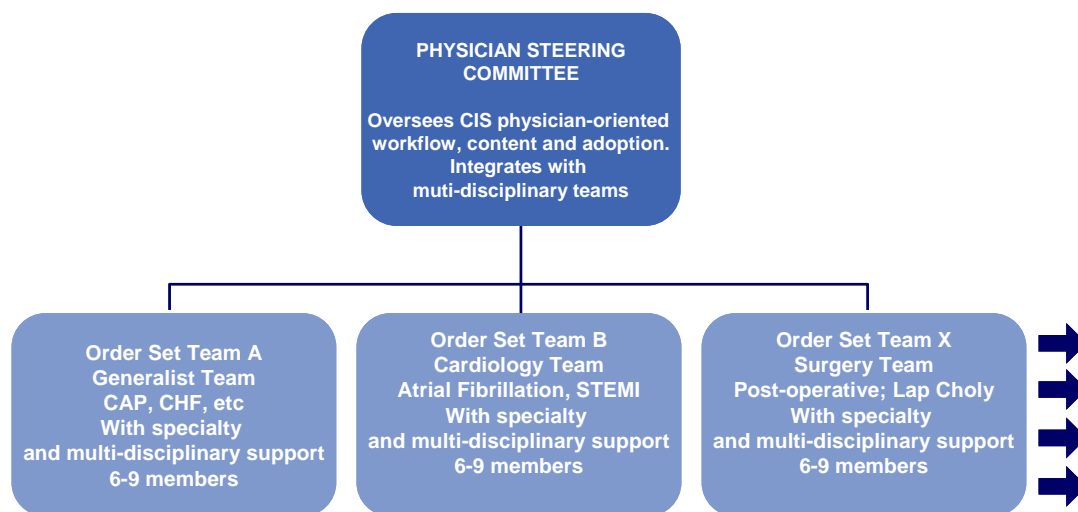 PHYSICIAN STEERING
COMMITTEE
Oversees CIS physician-oriented
workflow, content and adoption.
Integrates with
muti-disciplinary teams
Order Set Team A
Generalist Team
CAP, CHF, etc
With specialty
and multi-disciplinary support
6-9 members
Order Set Team B
Cardiology Team
Atrial Fibrillation, STEMI
With specialty
and multi-disciplinary support
6-9 members
Order Set Team X
Surgery Team
Post-operative; Lap Choly
With specialty
and multi-disciplinary support
6-9 members